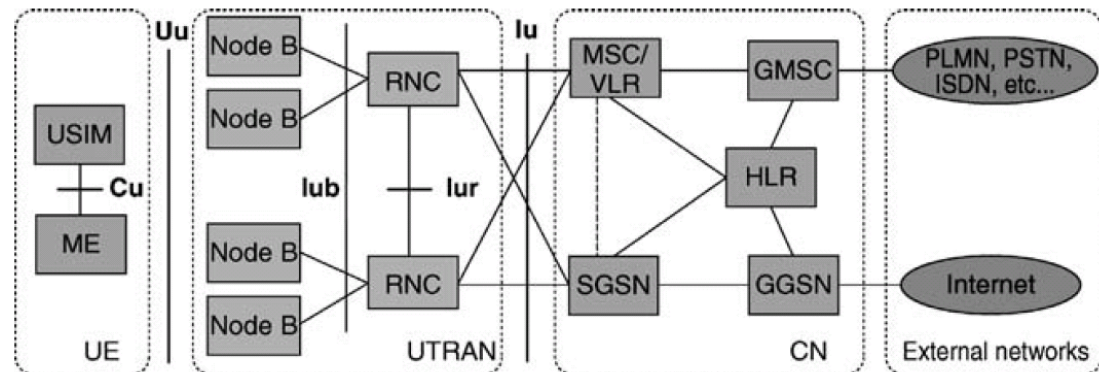 Uu
Node B
Node B
RNC
Iu
MSC/
VLR
GMSC
PLMN, PSTN,
ISDN, etc...
USIM
Cu
ME
Iub
Iur
HLR
Node B
Node B
RNC
SGSN
GGSN
Internet
UE
UTRAN
CN
External networks